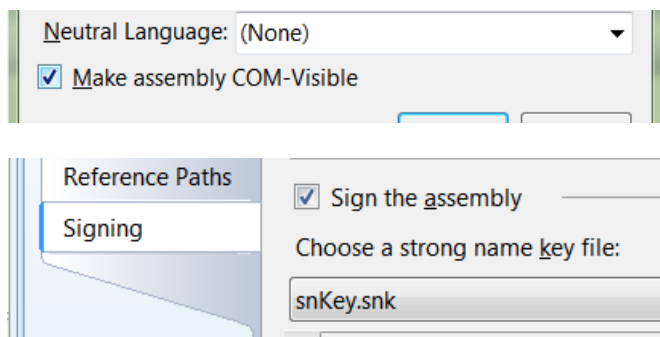 Neutral Language: (None)
Make assembly COM-Visible
Reference Paths
Sign the assembly
Signing
Choose a strong name key file:
snKey.snk